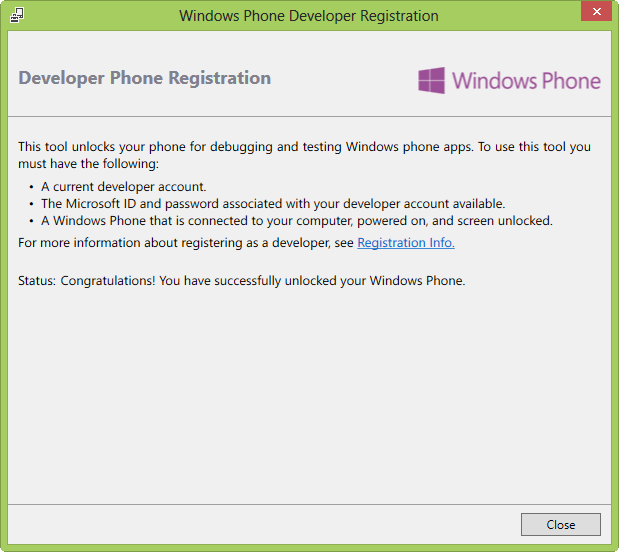 Windows Phone Developer Registration
Developer Phone Registration
Windows Phone
This tool unlocks your phone for debugging and testing Windows phone apps. To use this tool you
must have the following:
• A current developer account.
• The Microsoft ID and password associated with your developer account available.
• A Windows Phone that is connected to your computer, powered on, and screen unlocked.
For more information about registering as a developer, see Registration Info.
Status: Congratulations! You have successfully unlocked your Windows Phone.
Close